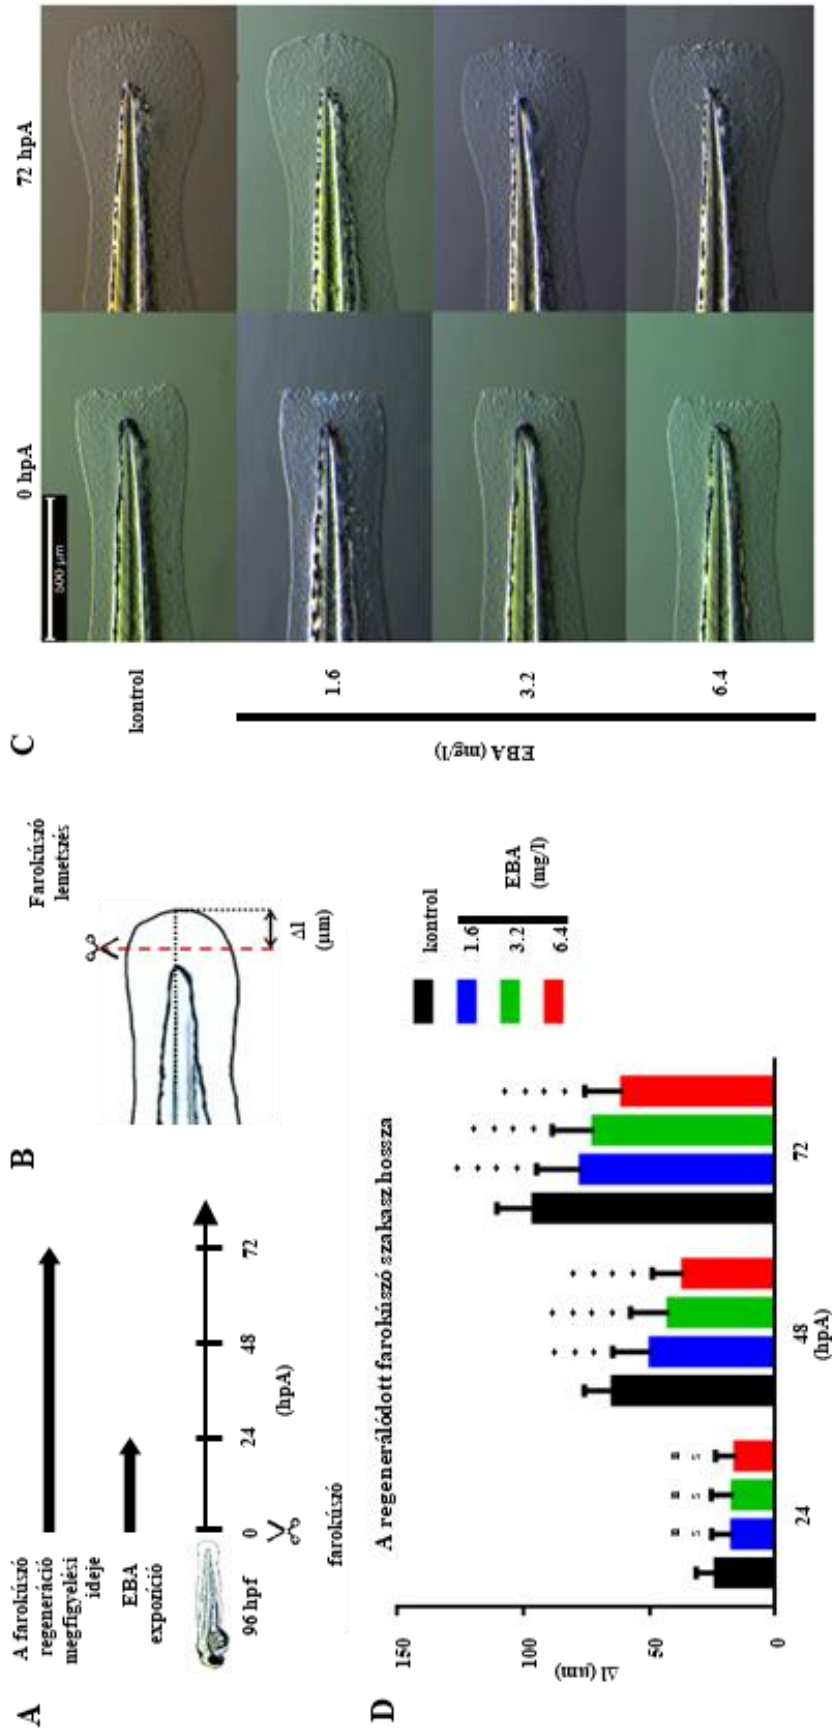 A
A farokúszó
regeneráció
megfigyelési
ideje
EBA
expozíció
96 hpf
0
24
48
72
(hpA)
farokúszó
B
Farokúszó
lemetszés
Δl
(μm)
C
0 hpA
72 hpA
500 μm
kontrol
1.6
3.2
6.4
EBA (mg/l)
D
A regenerálódott farokúszó szakasz hossza
Δl (μm)
150
100
50
0
24
48
72
(hpA)
kontrol
1.6
3.2
6.4
EBA
(mg/l)